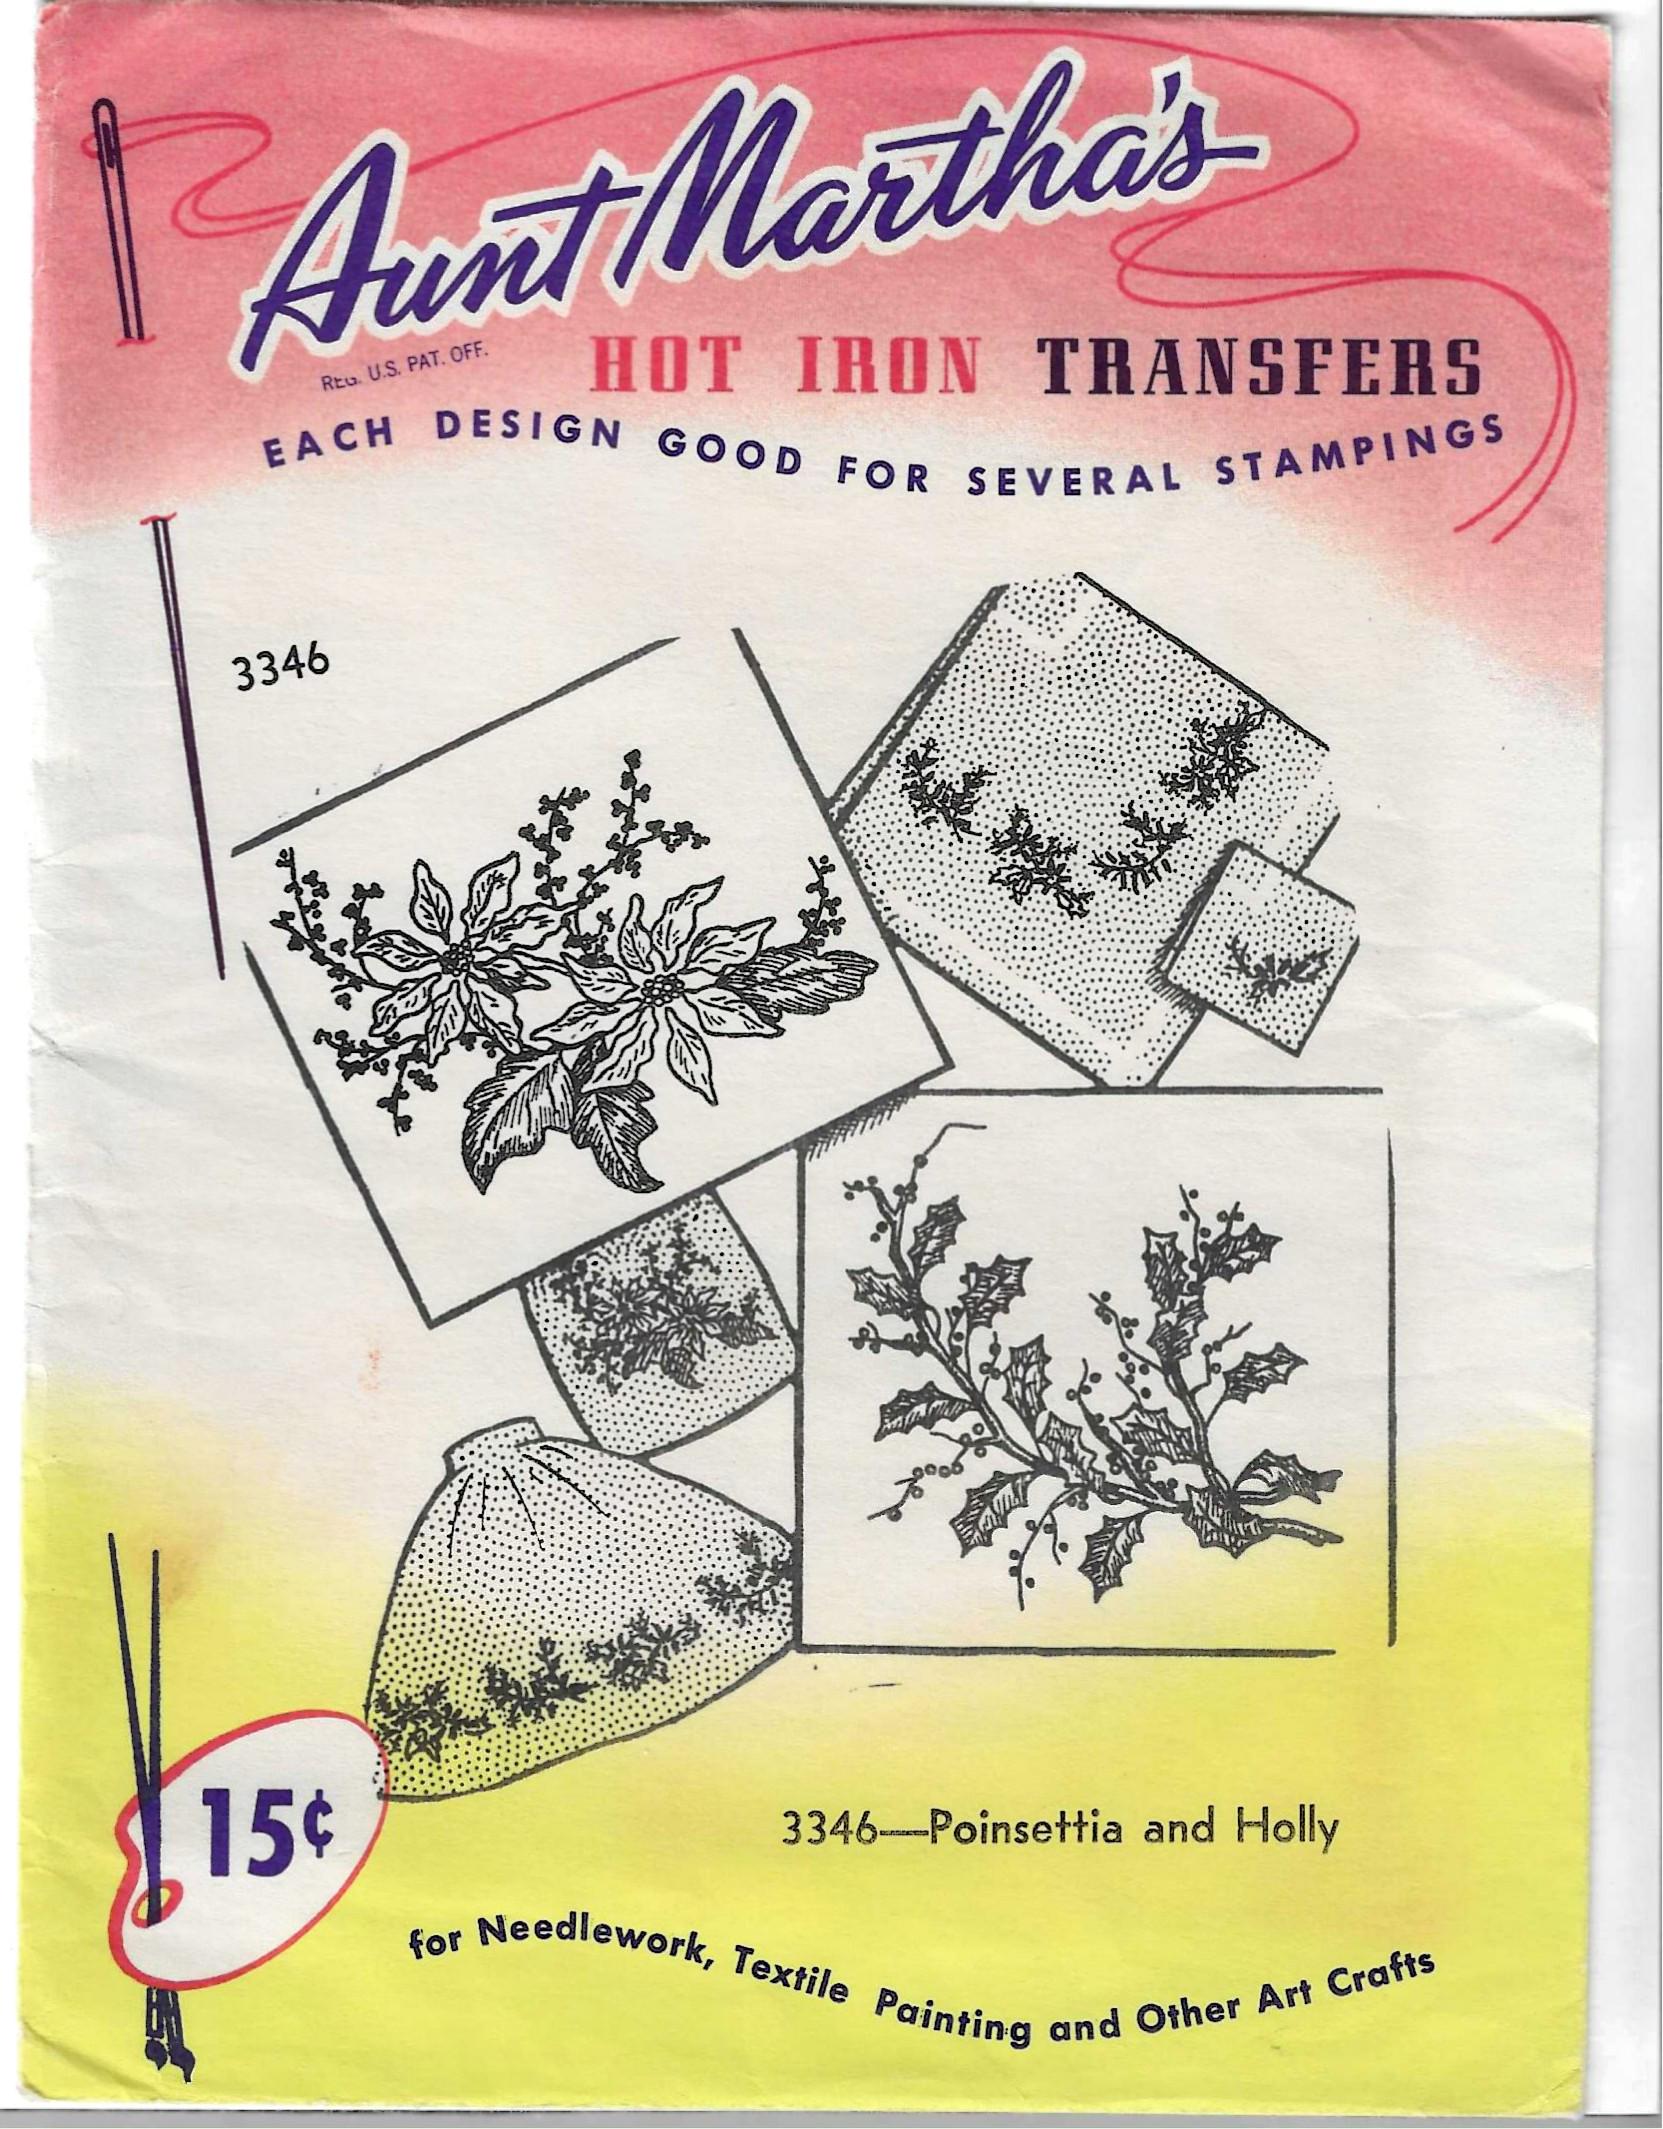 Aunt Martha's
REG. U.S. PAT. OFF.
HOT IRON TRANSFERS
EACH DESIGN GOOD FOR SEVERAL STAMPINGS
3346
15¢
3346—Poinsettia and Holly
for Needlework, Textile Painting and Other Art Crafts